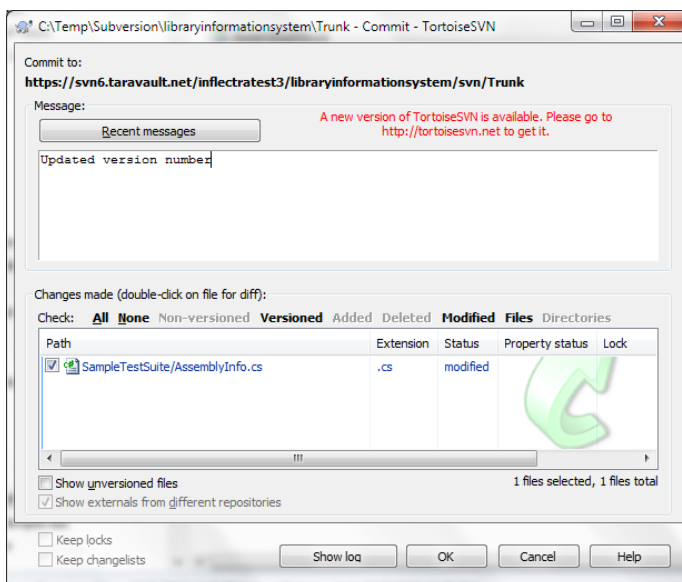 C:\Temp\Subversion\libraryinformationsystem\Trunk - Commit - TortoiseSVN
Commit to:
https://svn6.taravault.net/inflectratest3/libraryinformationsystem/svn/Trunk
Message:
Recent messages
A new version of TortoiseSVN is available. Please go to
http://tortoisesvn.net to get it.
Updated version number
Changes made (double-click on file for diff):
Check: All None Non-versioned Versioned Added Deleted Modified Files Directories
Path Extension Status Property status Lock
SampleTestSuite/AssemblyInfo.cs .cs modified
Show unversioned files
1 files selected, 1 files total
Show externals from different repositories
Keep locks
Keep changelists
Show log OK Cancel Help